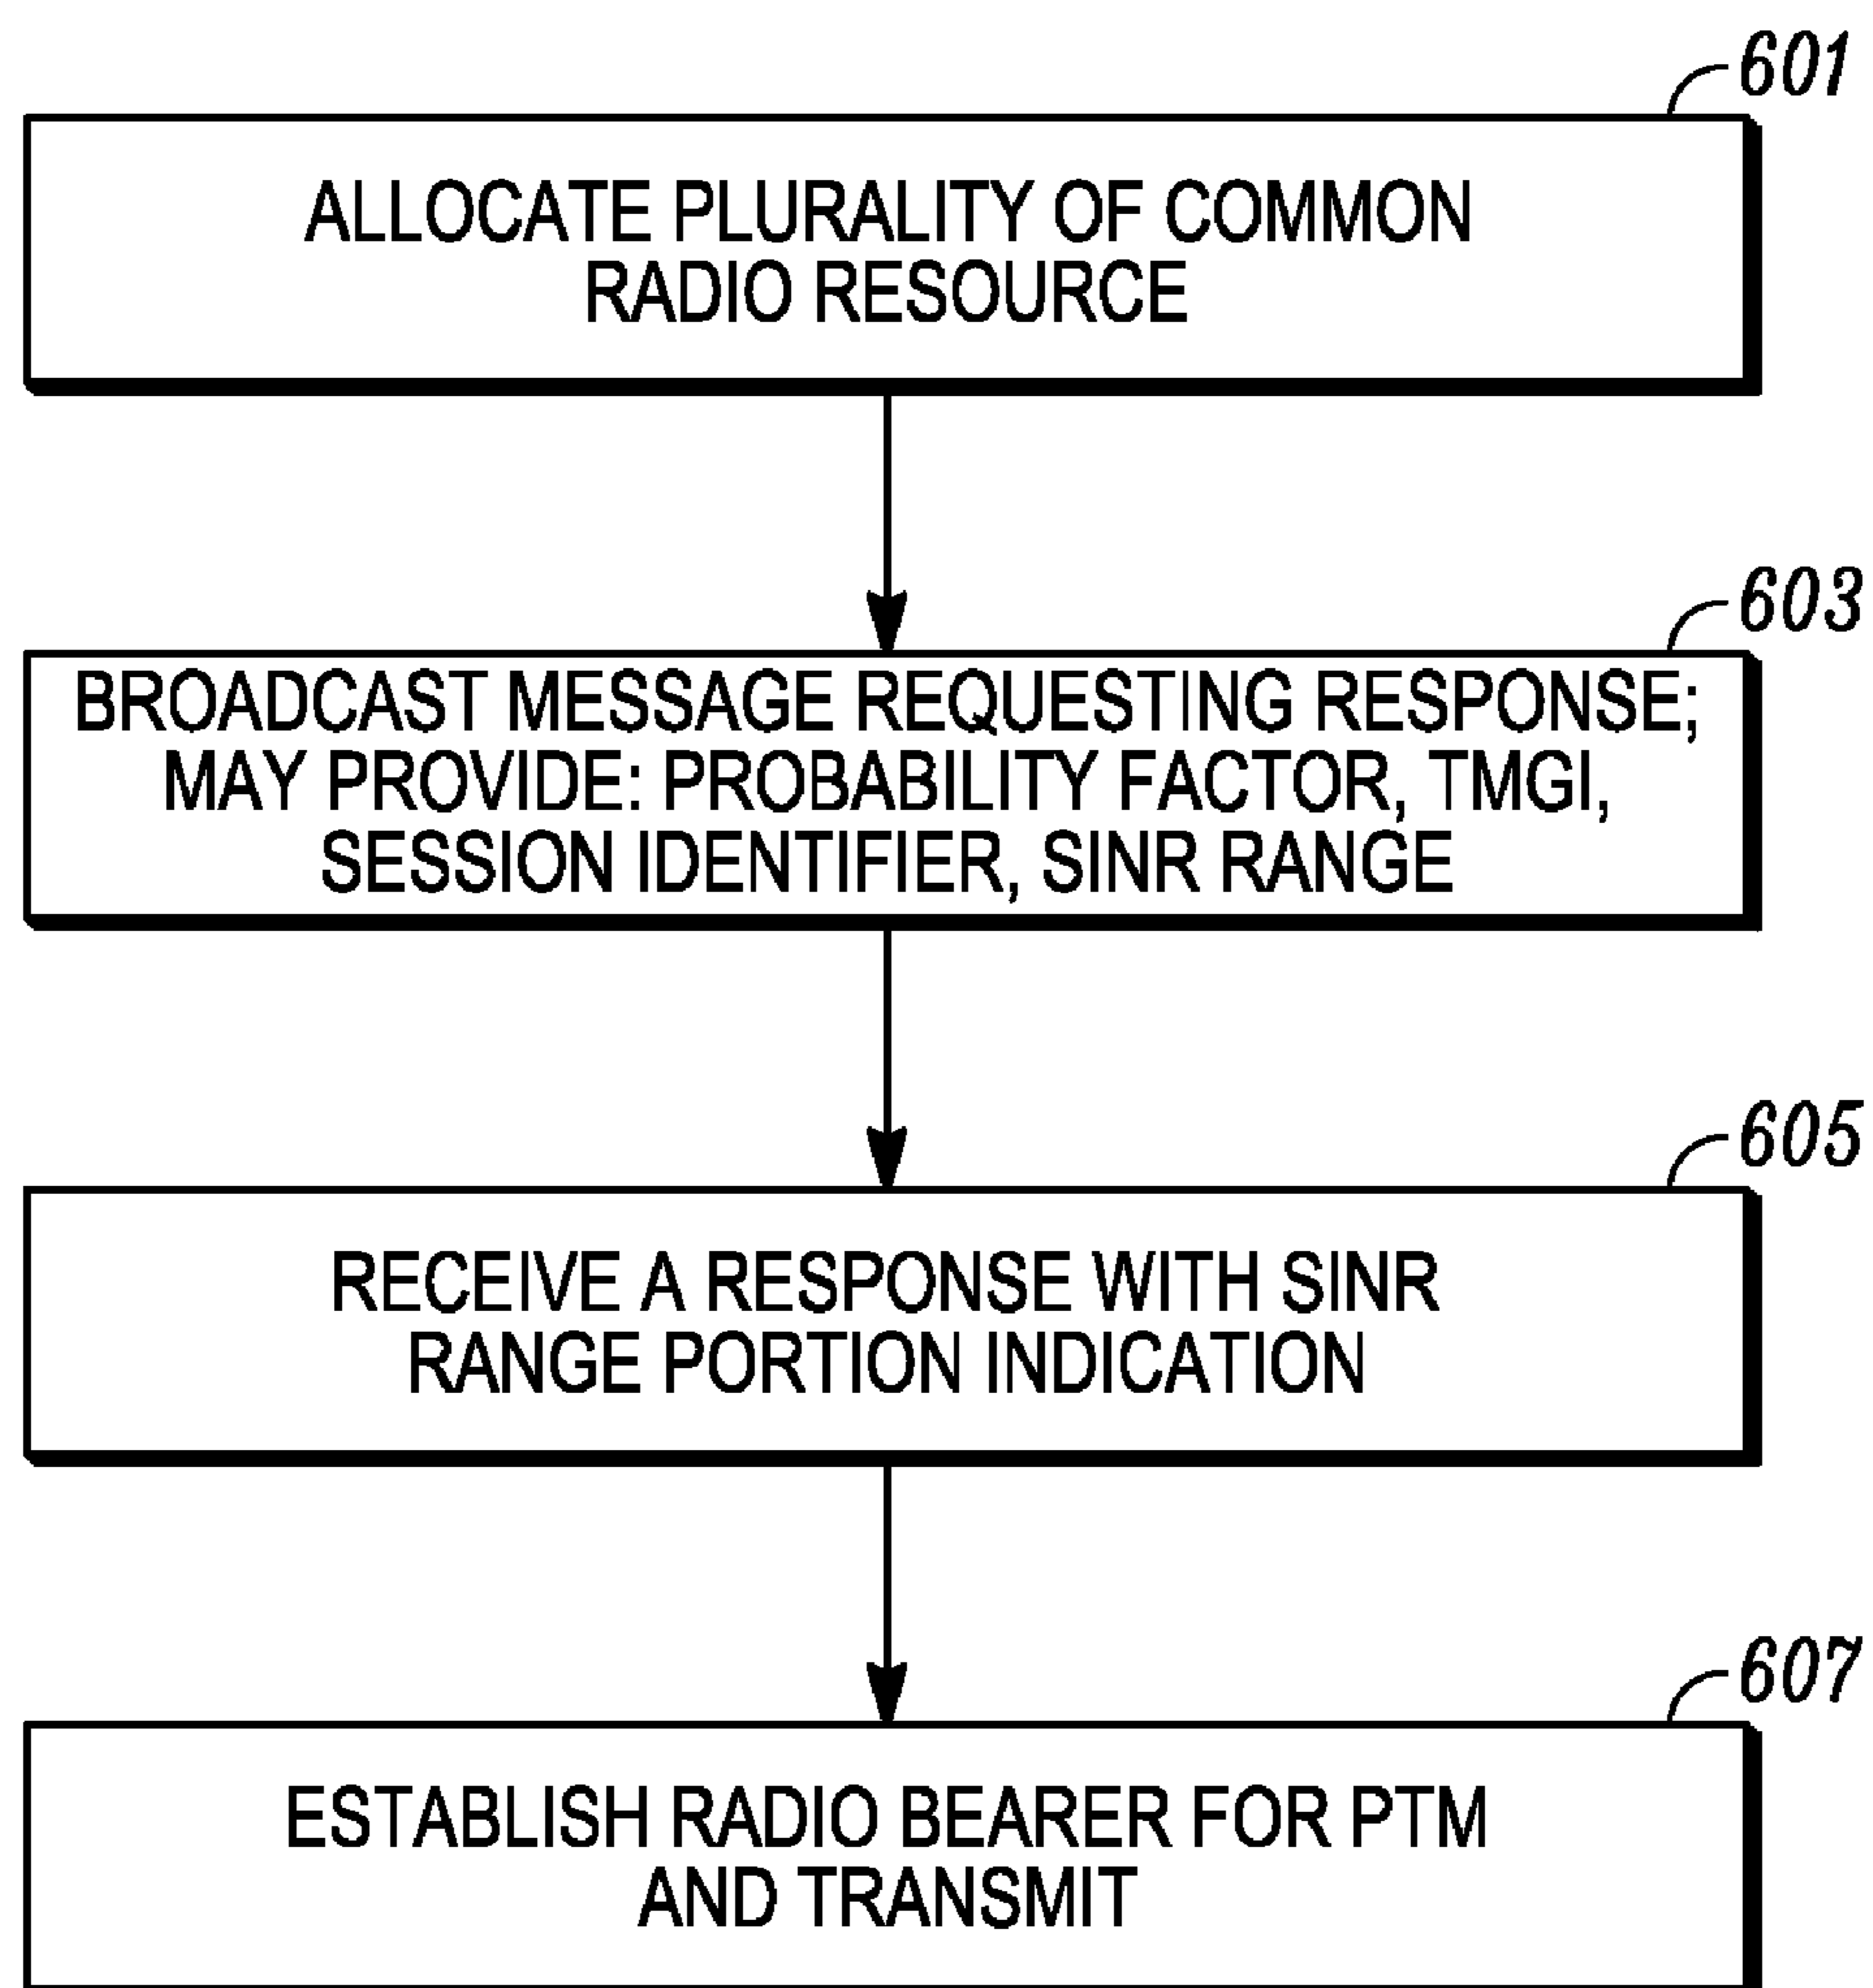 601
ALLOCATE PLURALITY OF COMMON
RADIO RESOURCE
603
BROADCAST MESSAGE REQUESTING RESPONSE;
MAY PROVIDE: PROBABILITY FACTOR, TMGI,
SESSION IDENTIFIER, SINR RANGE
605
RECEIVE A RESPONSE WITH SINR
RANGE PORTION INDICATION
607
ESTABLISH RADIO BEARER FOR PTM
AND TRANSMIT